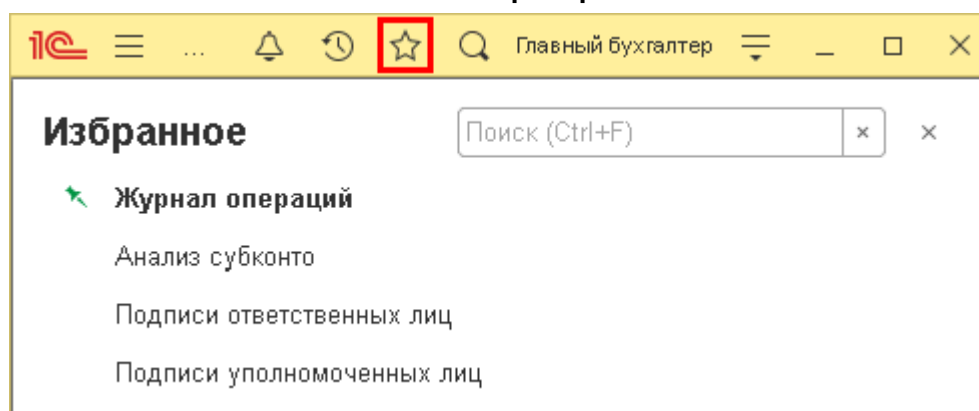 1С ... Главный бухгалтер
Избранное Поиск (Ctrl+F)
Журнал операций
Анализ субконто
Подписи ответственных лиц
Подписи уполномоченных лиц